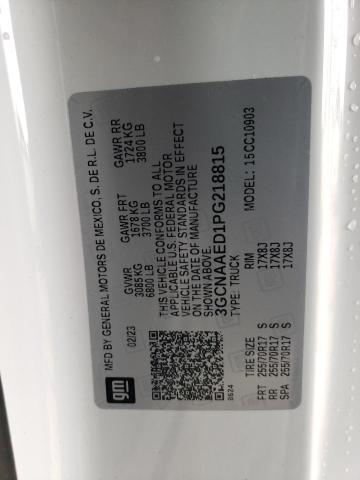 MFD BY GENERAL MOTORS DE MEXICO, S. DE R.L. DE C.V.
02/23
GVWR
3085 KG
6800 LB
GAWR FRT
1678 KG
3700 LB
GAWR RR
1724 KG
3800 LB
THIS VEHICLE CONFORMS TO ALL
APPLICABLE U.S. FEDERAL MOTOR
VEHICLE SAFETY STANDARDS IN EFFECT
ON THE DATE OF MANUFACTURE
SHOWN ABOVE.
3GCNAAED1PG218815
TYPE: TRUCK
MODEL: 15CC10903
TIRE SIZE RIM
FRT 255/70R17 S 17X8J
RR 255/70R17 S 17X8J
SPA 255/70R17 S 17X8J
gm